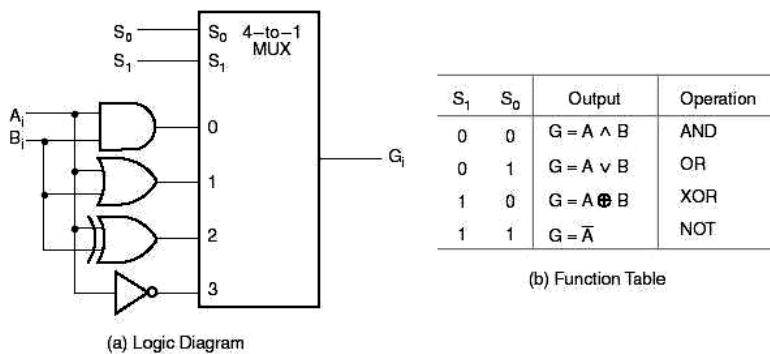 S₀ S₀ 4–to–1
MUX
S₁ S₁
Aᵢ
Bᵢ
0
1
2
3
Gᵢ
(a) Logic Diagram
S₁ S₀ Output Operation
0 0 G = A ∧ B AND
0 1 G = A ∨ B OR
1 0 G = A ⊕ B XOR
1 1 G = A̅ NOT
(b) Function Table